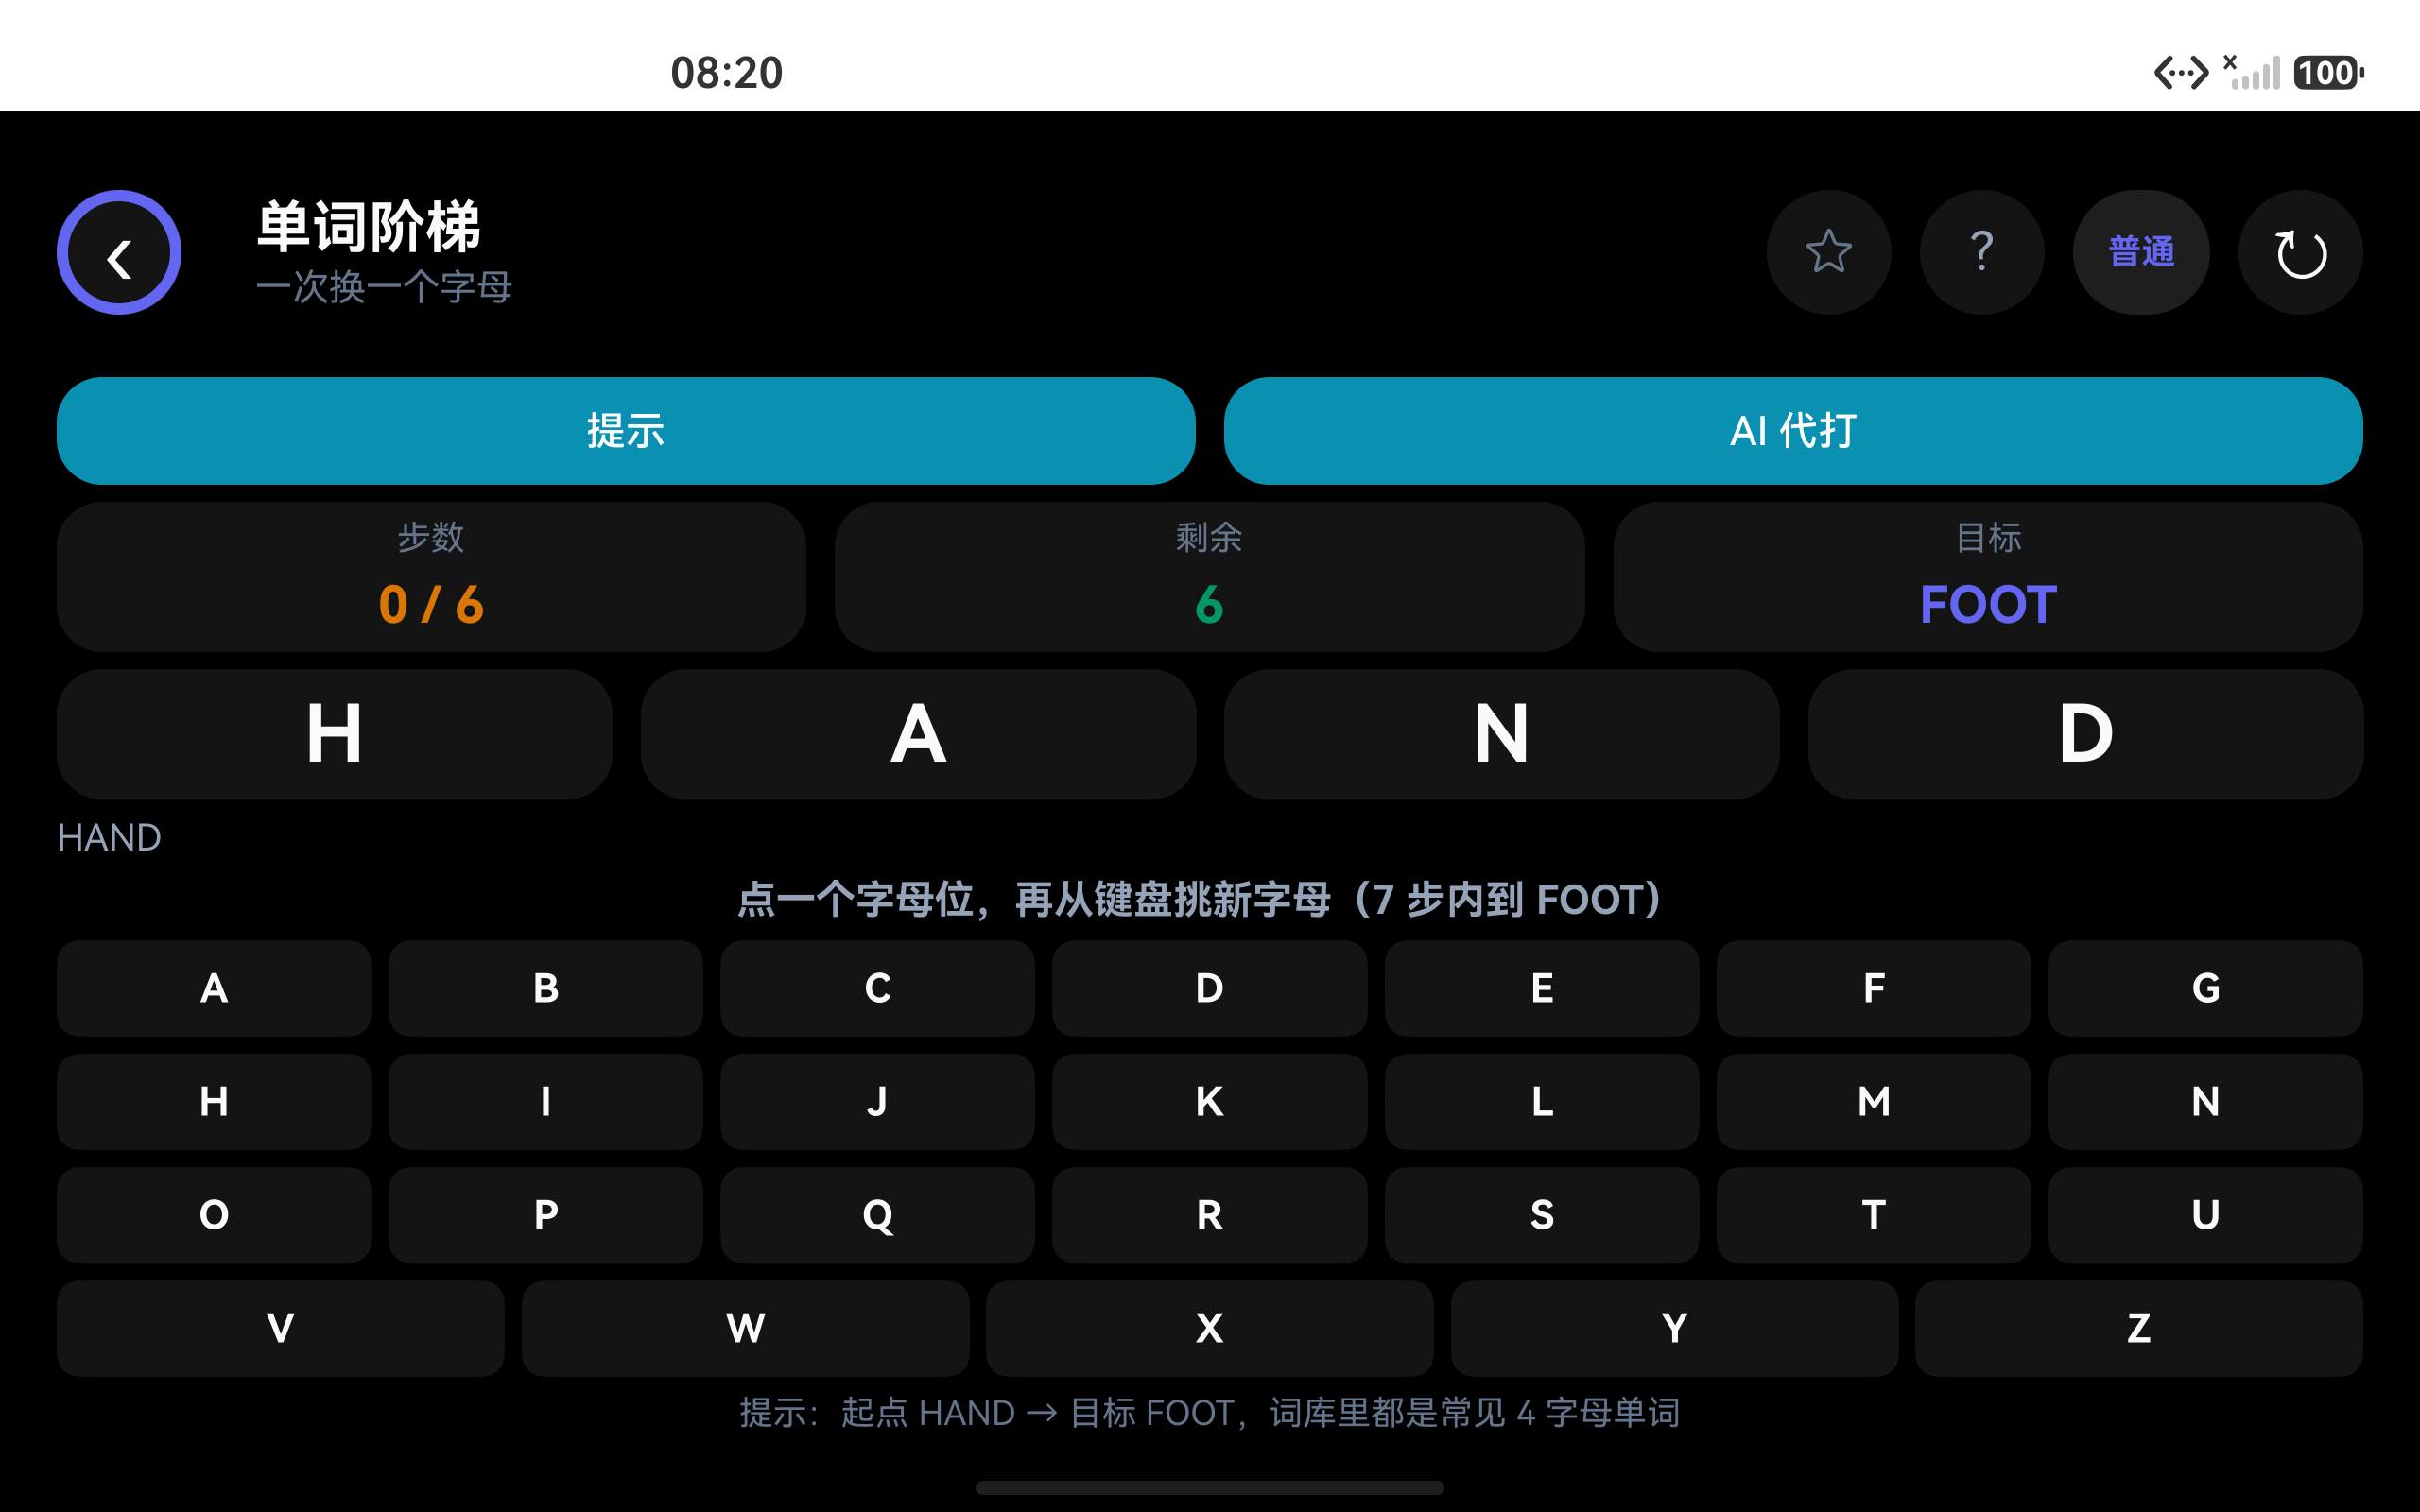 08:20
100
单词阶梯
一次换一个字母
?
普通
提示
AI 代打
步数
剩余
目标
0 / 6
6
FOOT
H A N D
HAND
点一个字母位，再从键盘挑新字母（7 步内到 FOOT）
A B C D E F G
H I J K L M N
O P Q R S T U
V W X Y Z
提示：起点 HAND → 目标 FOOT，词库里都是常见 4 字母单词